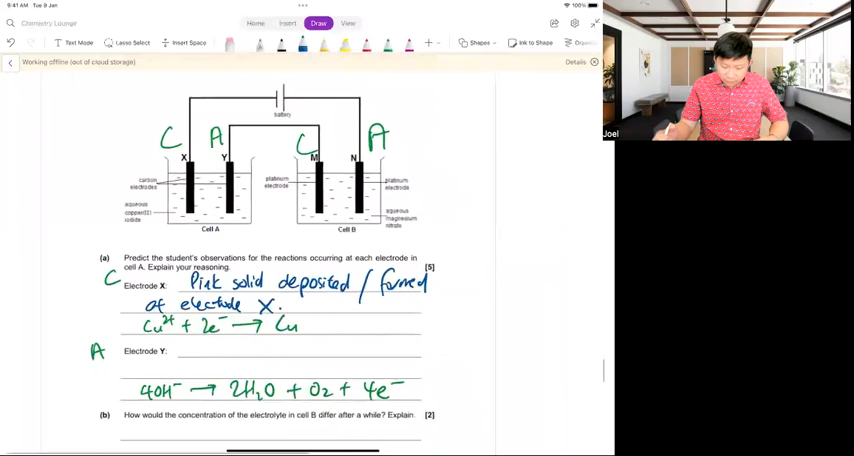 9:41 AM Tue 9 Jan
100%
Chemistry Lounge
Home Insert Draw View
Text Mode Lasso Select Insert Space Shapes Ink to Shape
Working offline (out of cloud storage) Details
Joel
battery
C A C A
X Y M N
carbon electrodes
platinum electrode
platinum electrode
aqueous copper(II) iodide
aqueous magnesium nitrate
Cell A Cell B
(a) Predict the student's observations for the reactions occurring at each electrode in
cell A. Explain your reasoning. [5]
C Electrode X: Pink solid deposited / formed
at electrode X.
Cu²⁺ + 2e⁻ → Cu
A Electrode Y:
4OH⁻ → 2H₂O + O₂ + 4e⁻
(b) How would the concentration of the electrolyte in cell B differ after a while? Explain. [2]